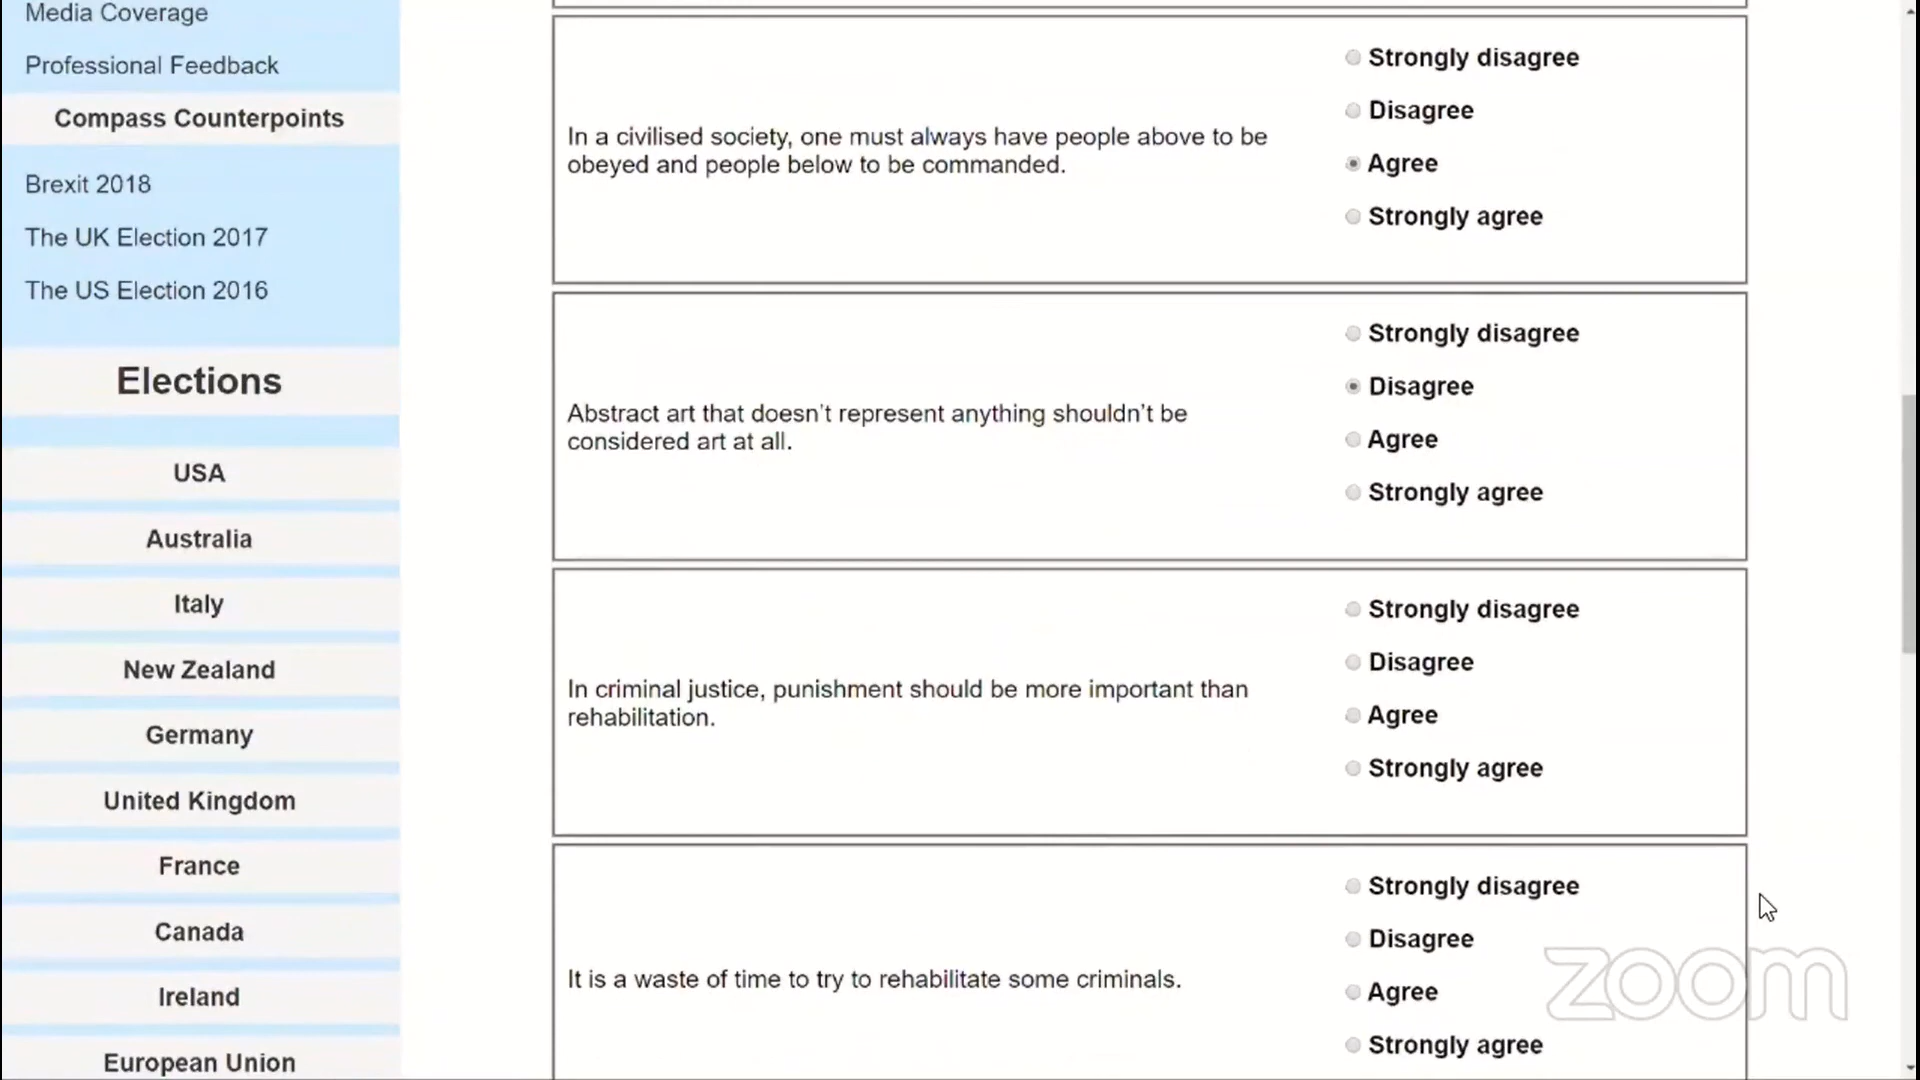 Media Coverage
Professional Feedback
Compass Counterpoints
Brexit 2018
The UK Election 2017
The US Election 2016
Elections
USA
Australia
Italy
New Zealand
Germany
United Kingdom
France
Canada
Ireland
European Union
In a civilised society, one must always have people above to be
obeyed and people below to be commanded.
Strongly disagree
Disagree
Agree
Strongly agree
Abstract art that doesn't represent anything shouldn't be
considered art at all.
Strongly disagree
Disagree
Agree
Strongly agree
In criminal justice, punishment should be more important than
rehabilitation.
Strongly disagree
Disagree
Agree
Strongly agree
It is a waste of time to try to rehabilitate some criminals.
Strongly disagree
Disagree
Agree
Strongly agree
zoom